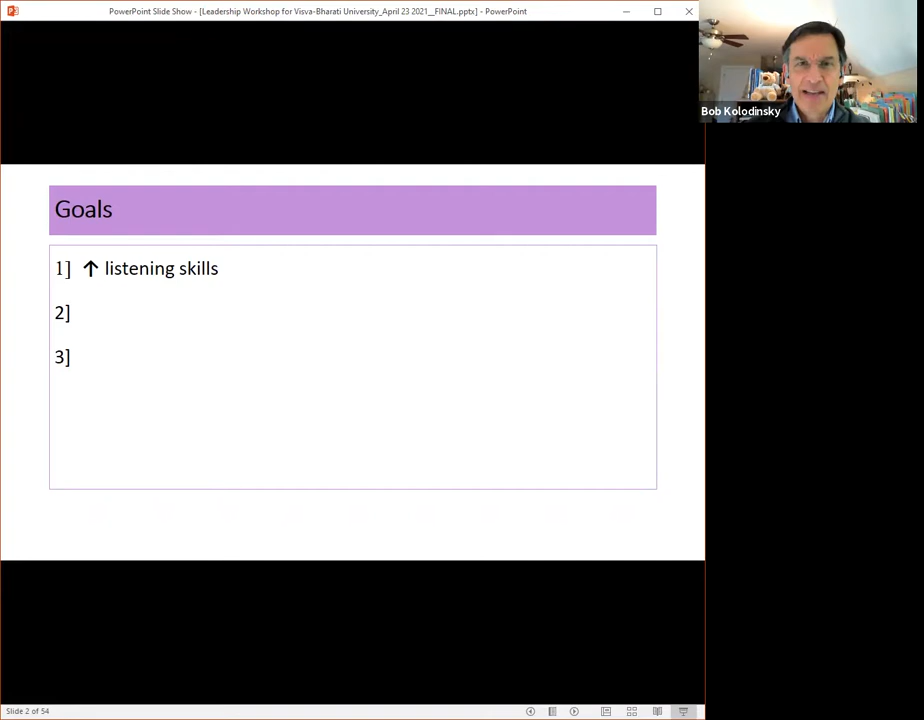 PowerPoint Slide Show - [Leadership Workshop for Visva-Bharati University_April 23 2021__FINAL.pptx] - PowerPoint
Bob Kolodinsky
Goals
1] ↑ listening skills
2]
3]
Slide 2 of 54